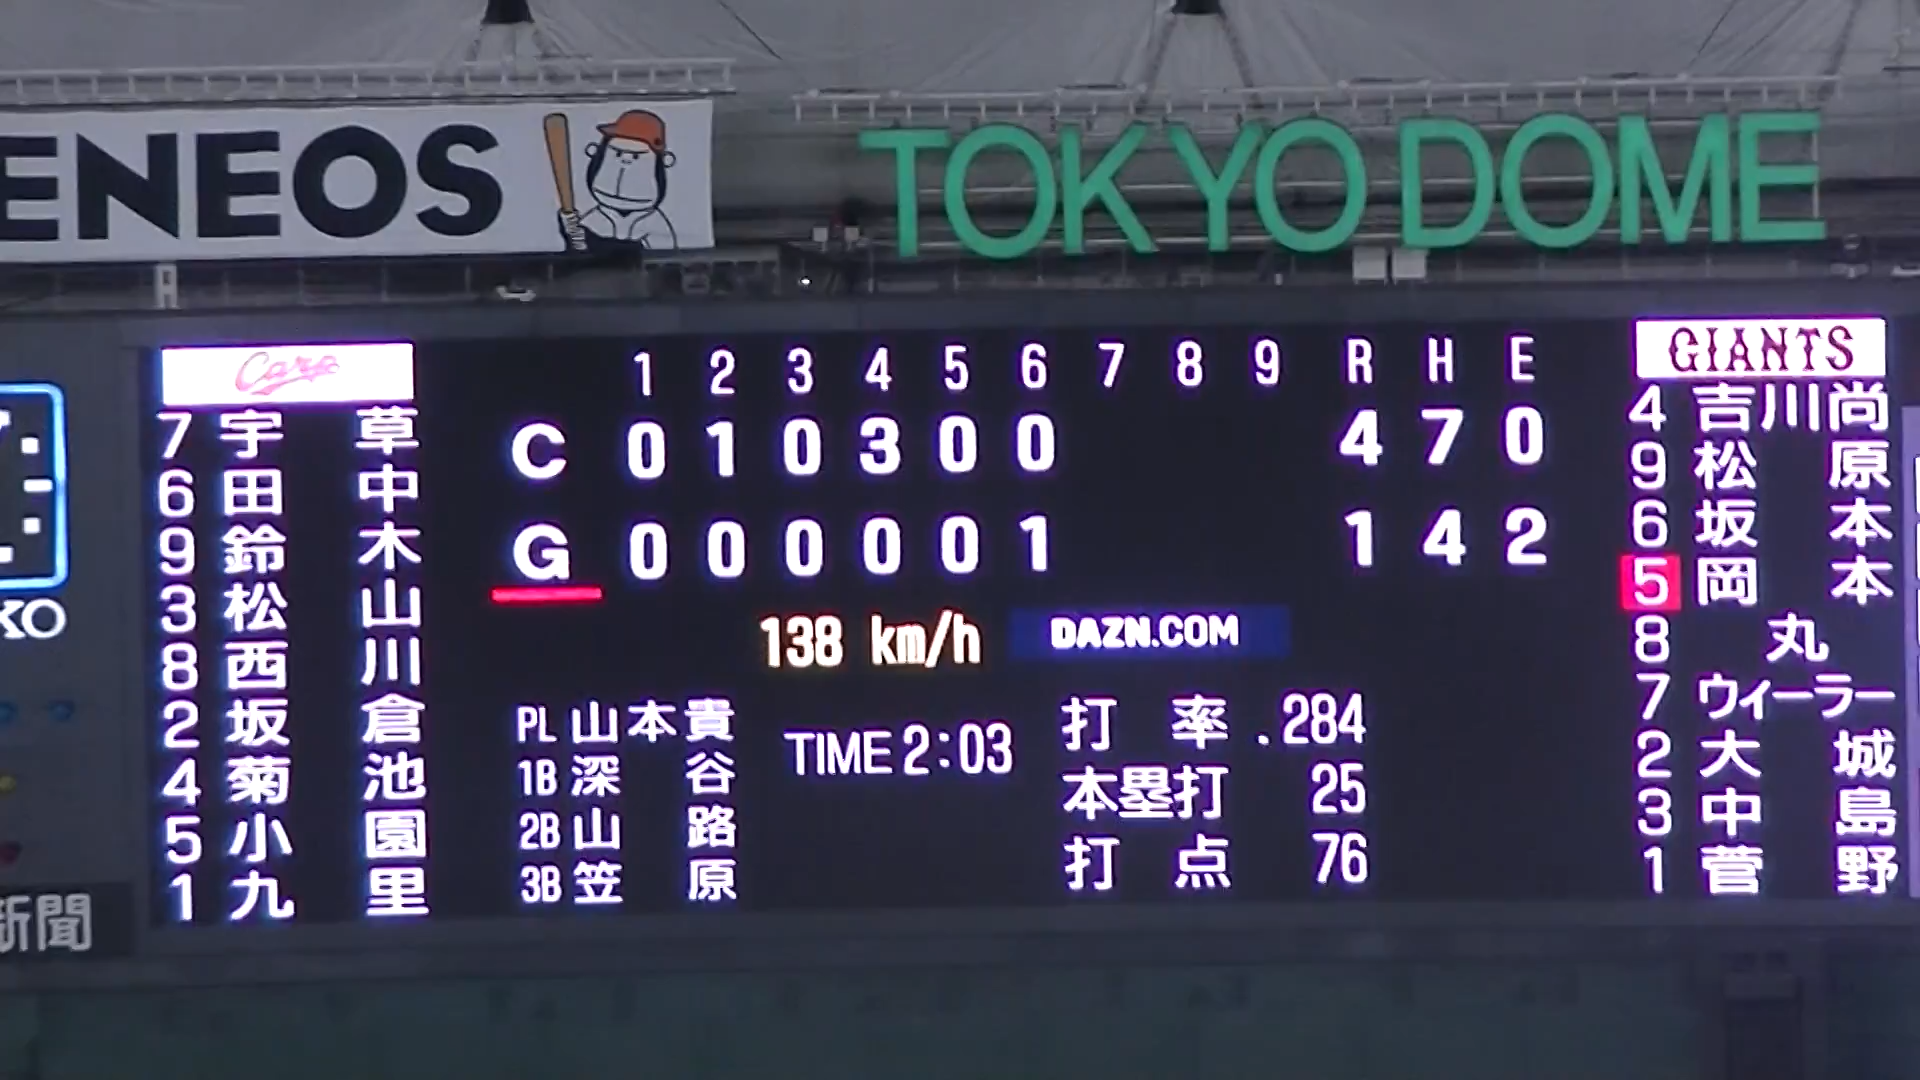 ENEOS
TOKYO DOME
Carp
7 宇草
6 田中
9 鈴木
3 松山
8 西川
2 坂倉
4 菊池
5 小園
1 九里
1 2 3 4 5 6 7 8 9 R H E
C 0 1 0 3 0 0 4 7 0
G 0 0 0 0 0 1 1 4 2
138 km/h
DAZN.COM
PL 山本貴
1B 深谷
2B 山路
3B 笠原
TIME 2:03
打率 .284
本塁打 25
打点 76
GIANTS
4 吉川尚
9 松原
6 坂本
5 岡本
8 丸
7 ウィーラー
2 大城
3 中島
1 菅野
KO
新聞